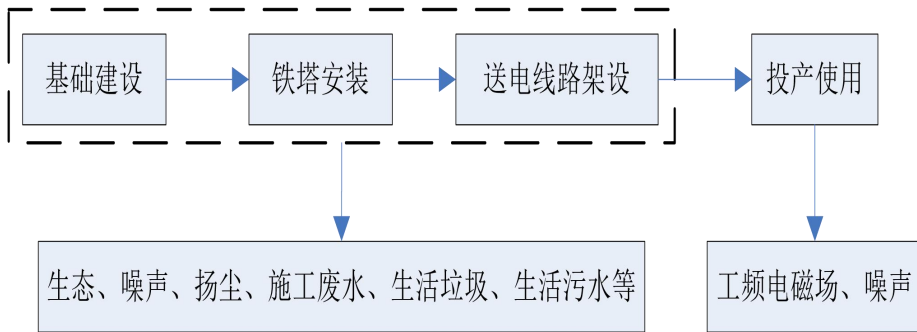 基础建设
铁塔安装
送电线路架设
投产使用
生态、噪声、扬尘、施工废水、生活垃圾、生活污水等
工频电磁场、噪声